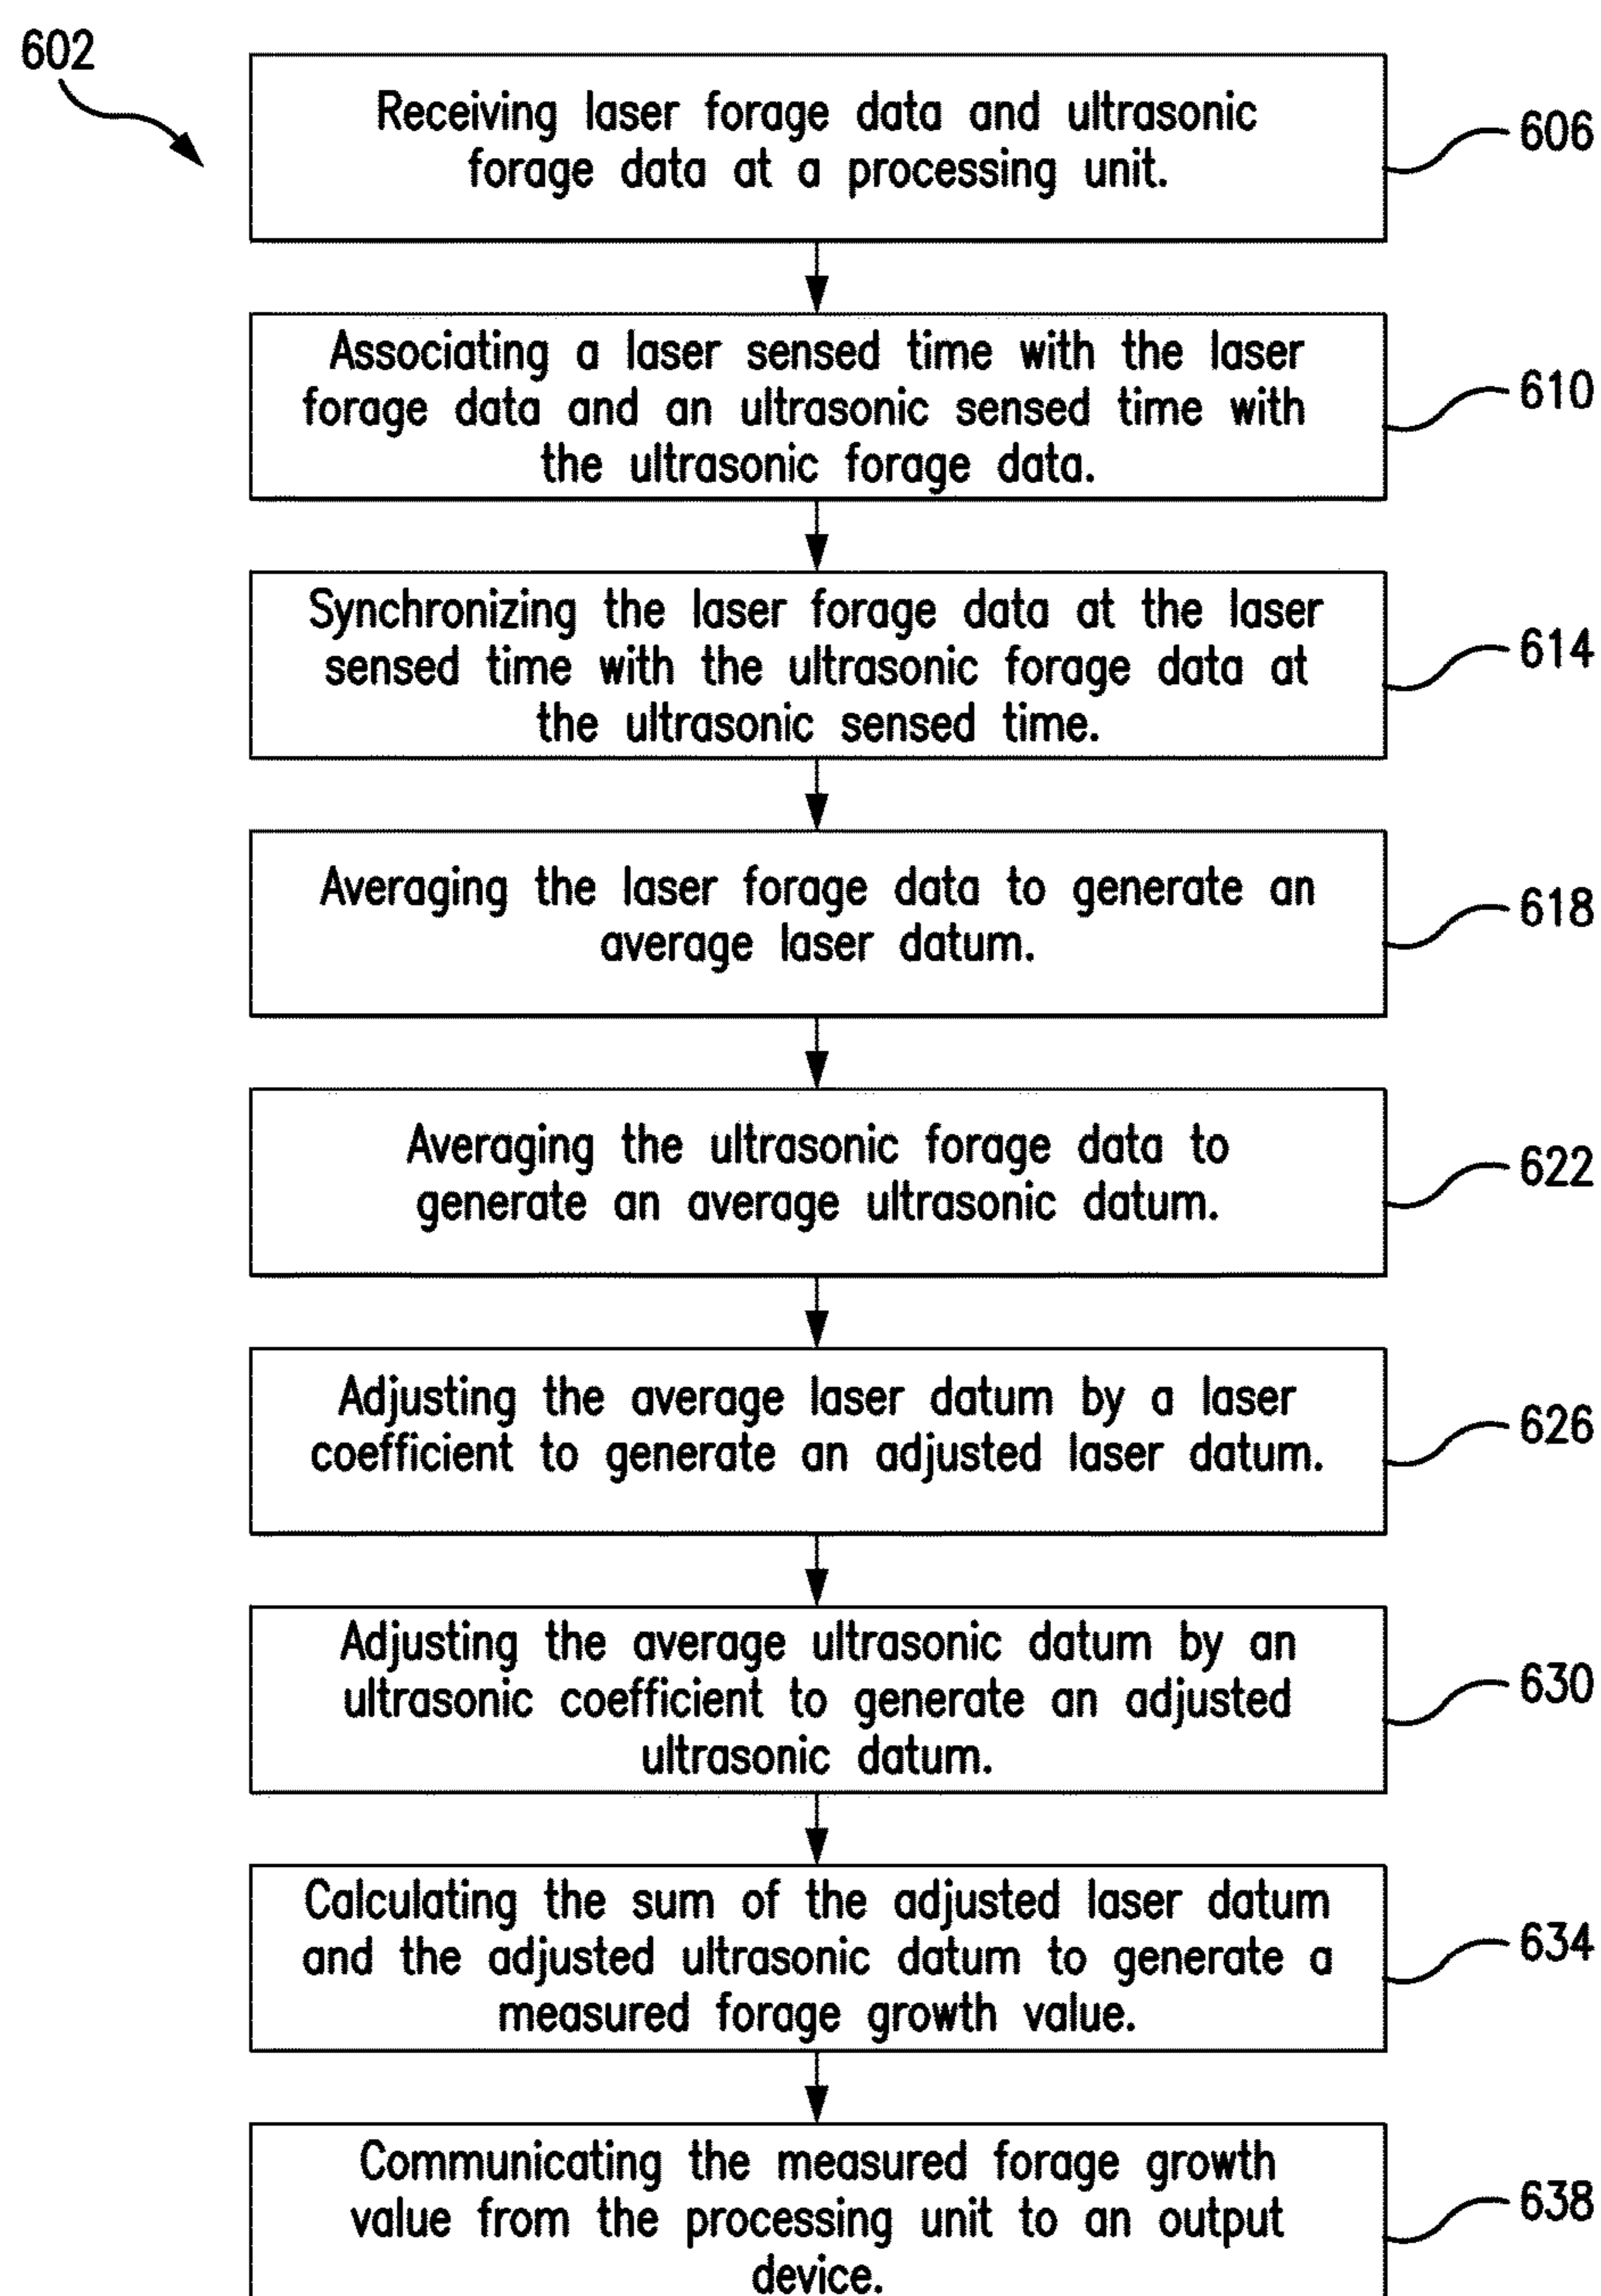 602
Receiving laser forage data and ultrasonic
forage data at a processing unit.
606
Associating a laser sensed time with the laser
forage data and an ultrasonic sensed time with
the ultrasonic forage data.
610
Synchronizing the laser forage data at the laser
sensed time with the ultrasonic forage data at
the ultrasonic sensed time.
614
Averaging the laser forage data to generate an
average laser datum.
618
Averaging the ultrasonic forage data to
generate an average ultrasonic datum.
622
Adjusting the average laser datum by a laser
coefficient to generate an adjusted laser datum.
626
Adjusting the average ultrasonic datum by an
ultrasonic coefficient to generate an adjusted
ultrasonic datum.
630
Calculating the sum of the adjusted laser datum
and the adjusted ultrasonic datum to generate a
measured forage growth value.
634
Communicating the measured forage growth
value from the processing unit to an output
device.
638